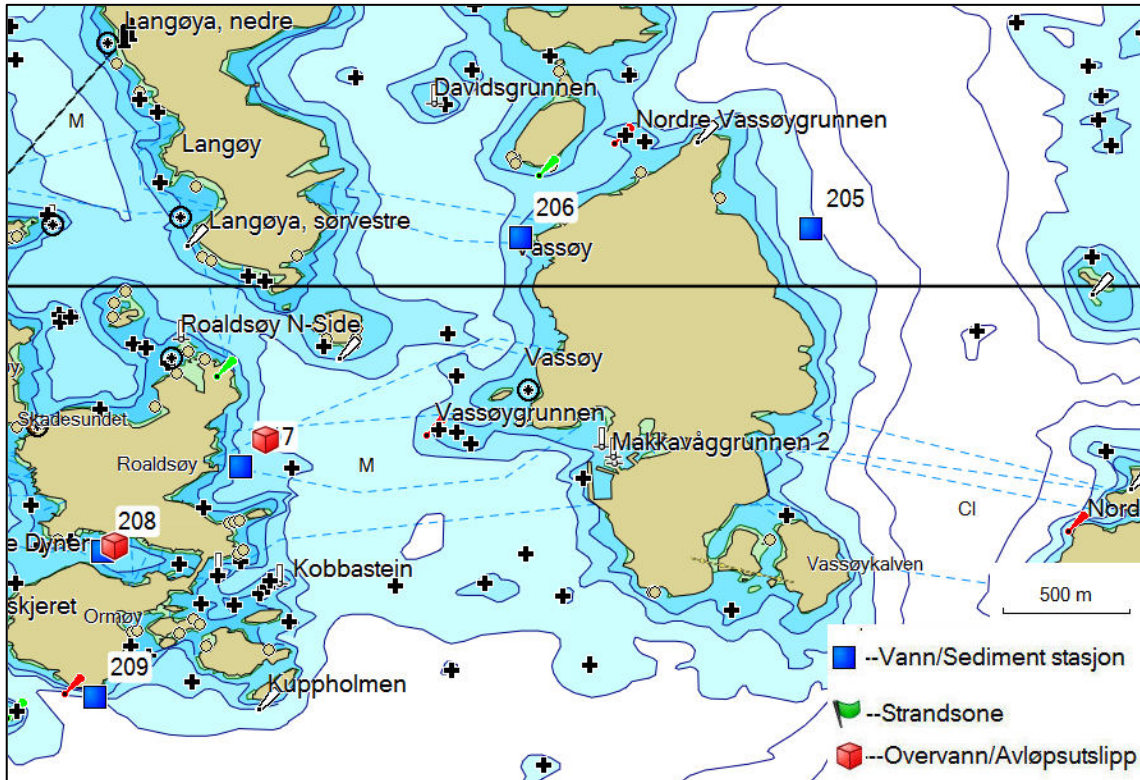 Langøya, nedre
Davidsgrunnen
Nordre Vassøygrunnen
M
Langøy
206
205
Langøya, sørvestre
Vassøy
Roaldsøy N-Side
Vassøy
Skadesundet
Vassøygrunnen
7
Makkavåggrunnen 2
Roaldsøy
M
208
Cl
Nord
e Dyner
Kobbastein
Vassøykalven
skjeret
Ormøy
500 m
209
Kuppholmen
--Vann/Sediment stasjon
--Strandsone
---Overvann/Avløpsutslipp